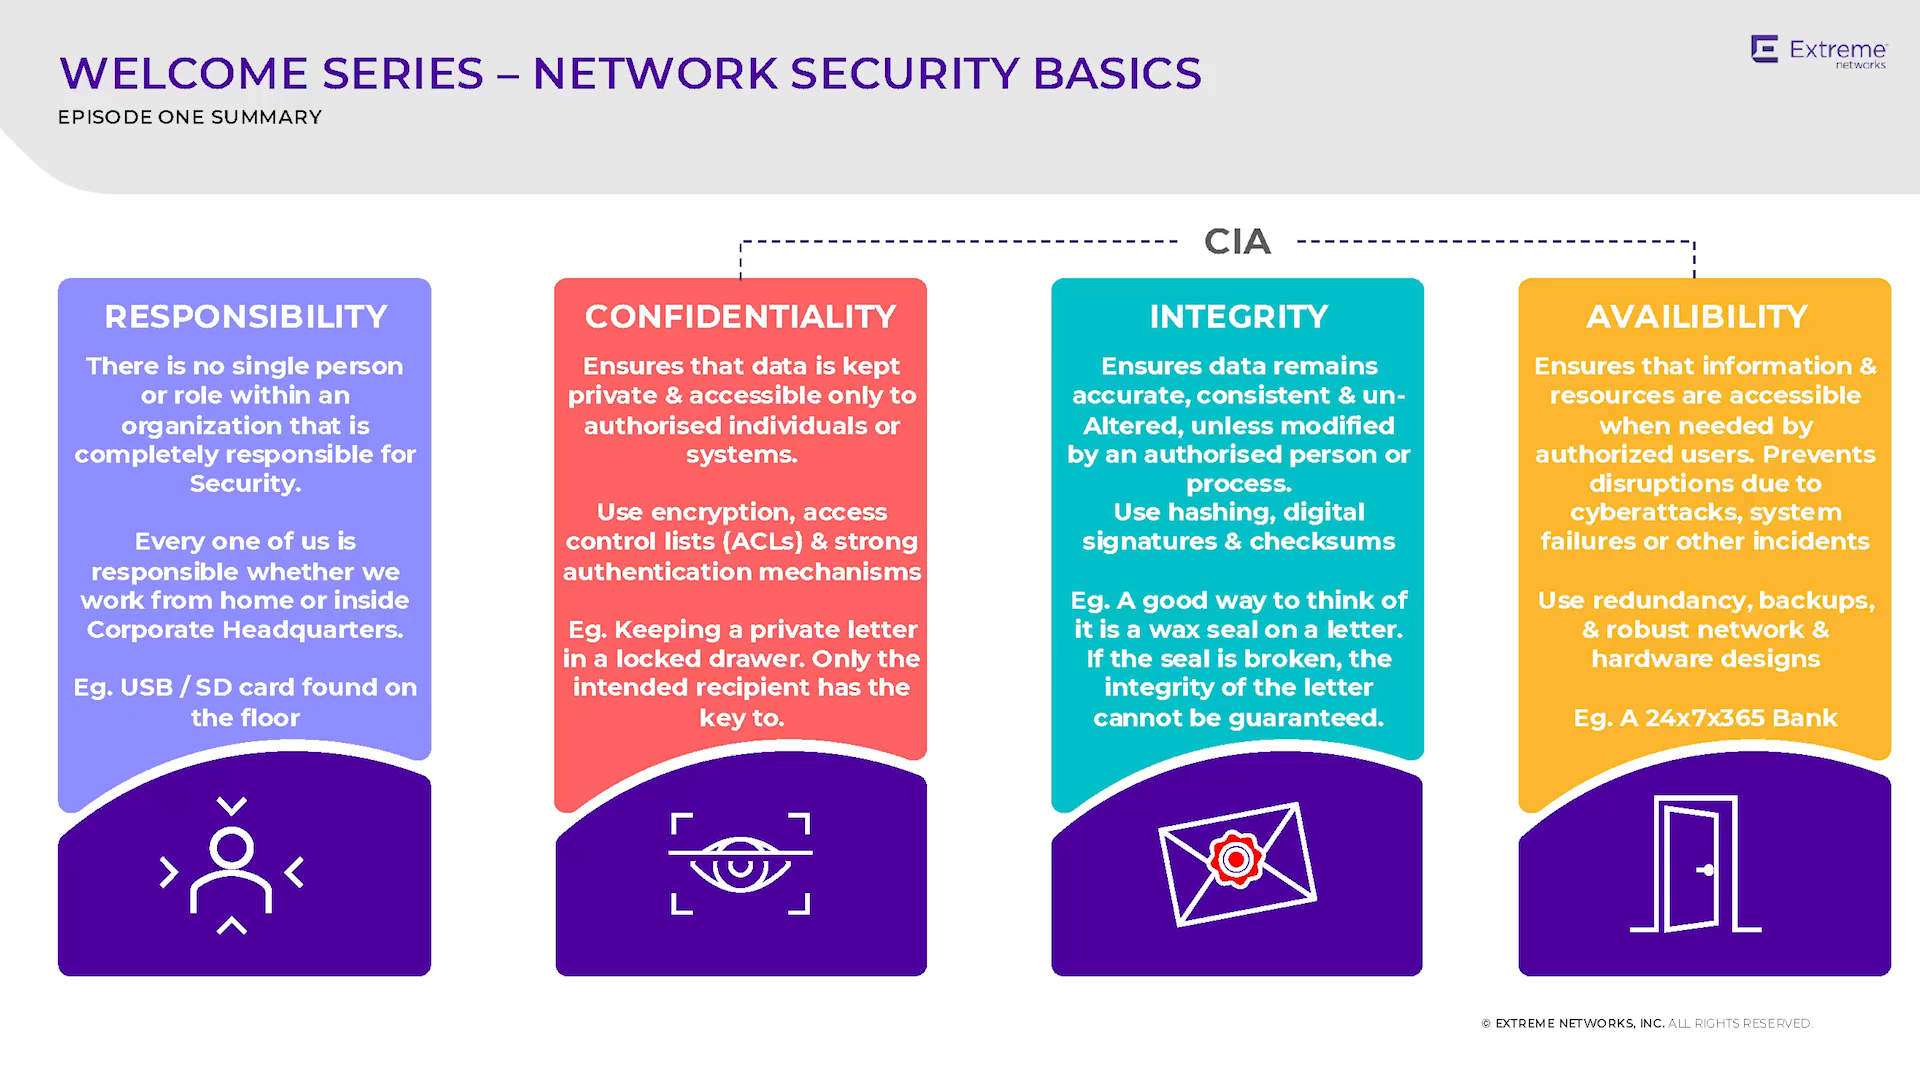 WELCOME SERIES – NETWORK SECURITY BASICS
EPISODE ONE SUMMARY
Extreme
networks
CIA
RESPONSIBILITY
There is no single person
or role within an
organization that is
completely responsible for
Security.
Every one of us is
responsible whether we
work from home or inside
Corporate Headquarters.
Eg. USB / SD card found on
the floor
CONFIDENTIALITY
Ensures that data is kept
private & accessible only to
authorised individuals or
systems.
Use encryption, access
control lists (ACLs) & strong
authentication mechanisms
Eg. Keeping a private letter
in a locked drawer. Only the
intended recipient has the
key to.
INTEGRITY
Ensures data remains
accurate, consistent & un-
Altered, unless modified
by an authorised person or
process.
Use hashing, digital
signatures & checksums
Eg. A good way to think of
it is a wax seal on a letter.
If the seal is broken, the
integrity of the letter
cannot be guaranteed.
AVAILIBILITY
Ensures that information &
resources are accessible
when needed by
authorized users. Prevents
disruptions due to
cyberattacks, system
failures or other incidents
Use redundancy, backups,
& robust network &
hardware designs
Eg. A 24x7x365 Bank
© EXTREME NETWORKS, INC. ALL RIGHTS RESERVED.